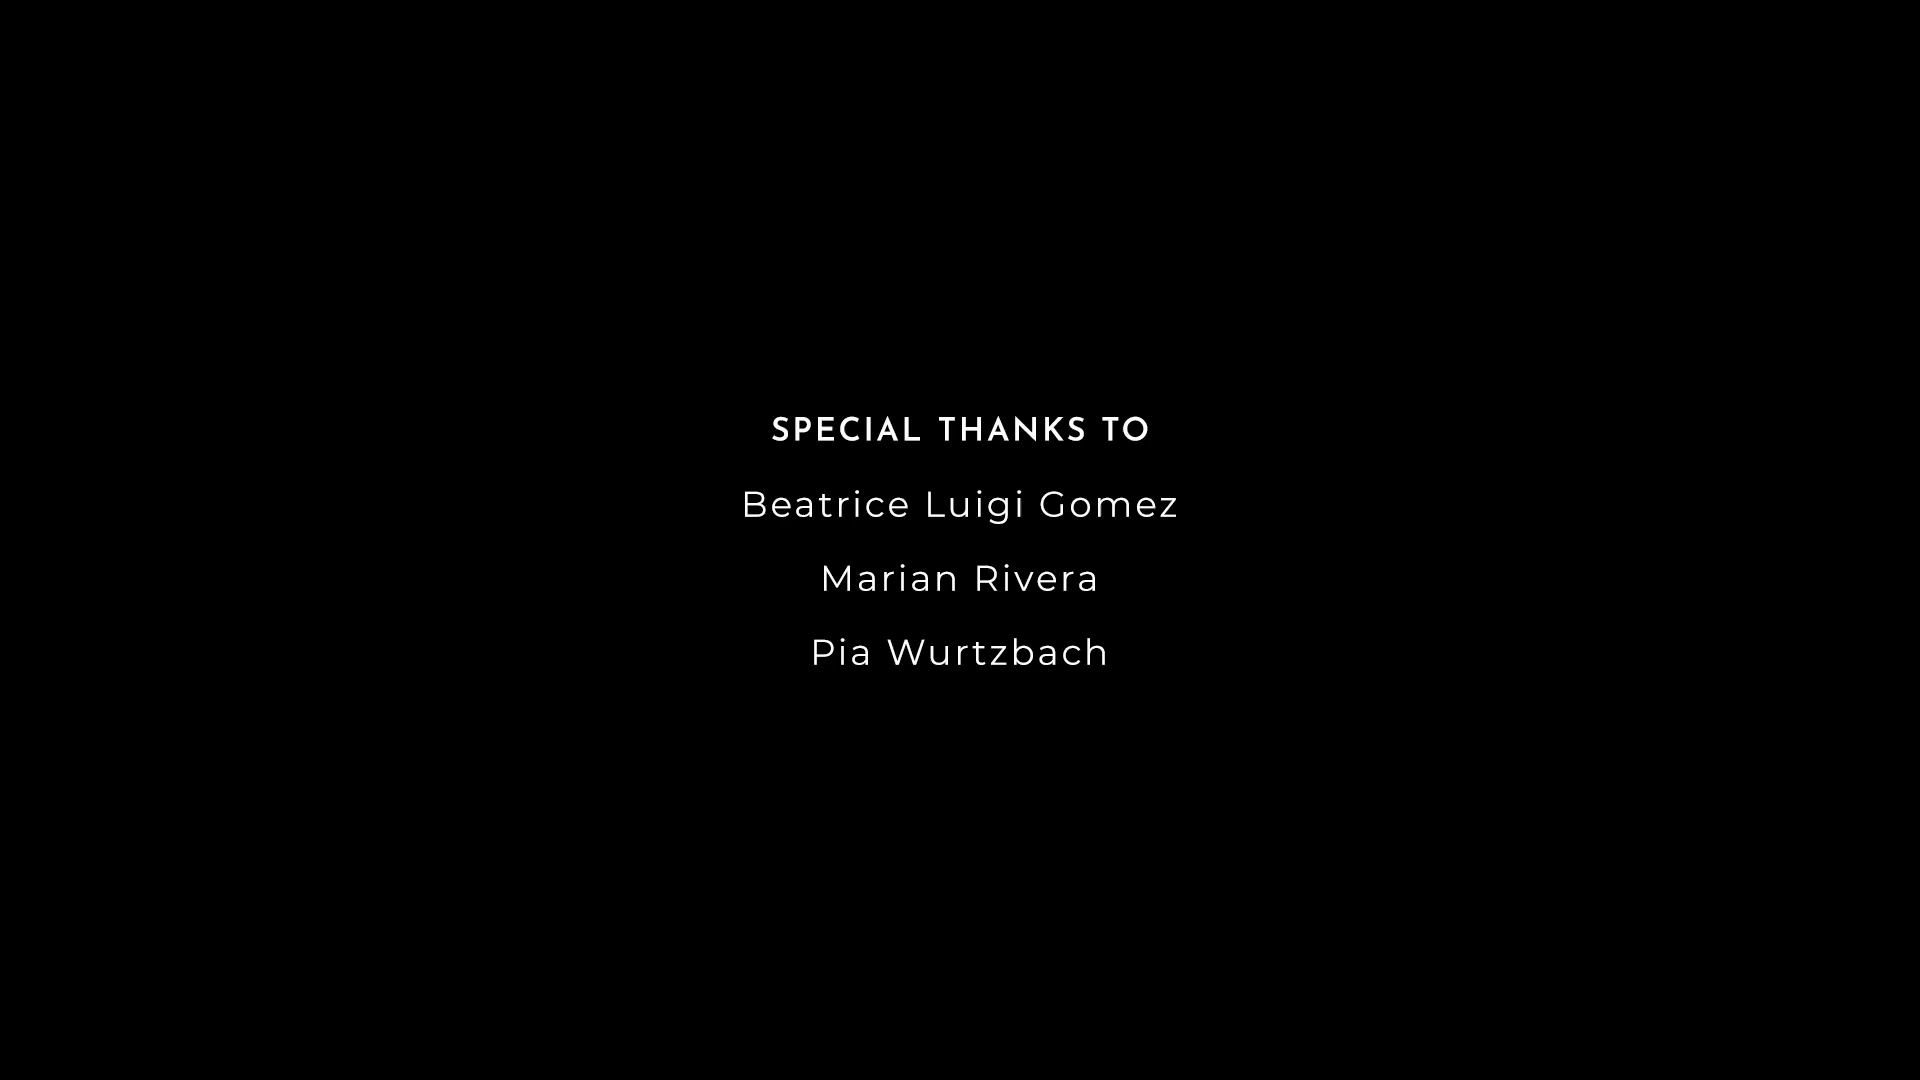 SPECIAL THANKS TO
Beatrice Luigi Gomez
Marian Rivera
Pia Wurtzbach